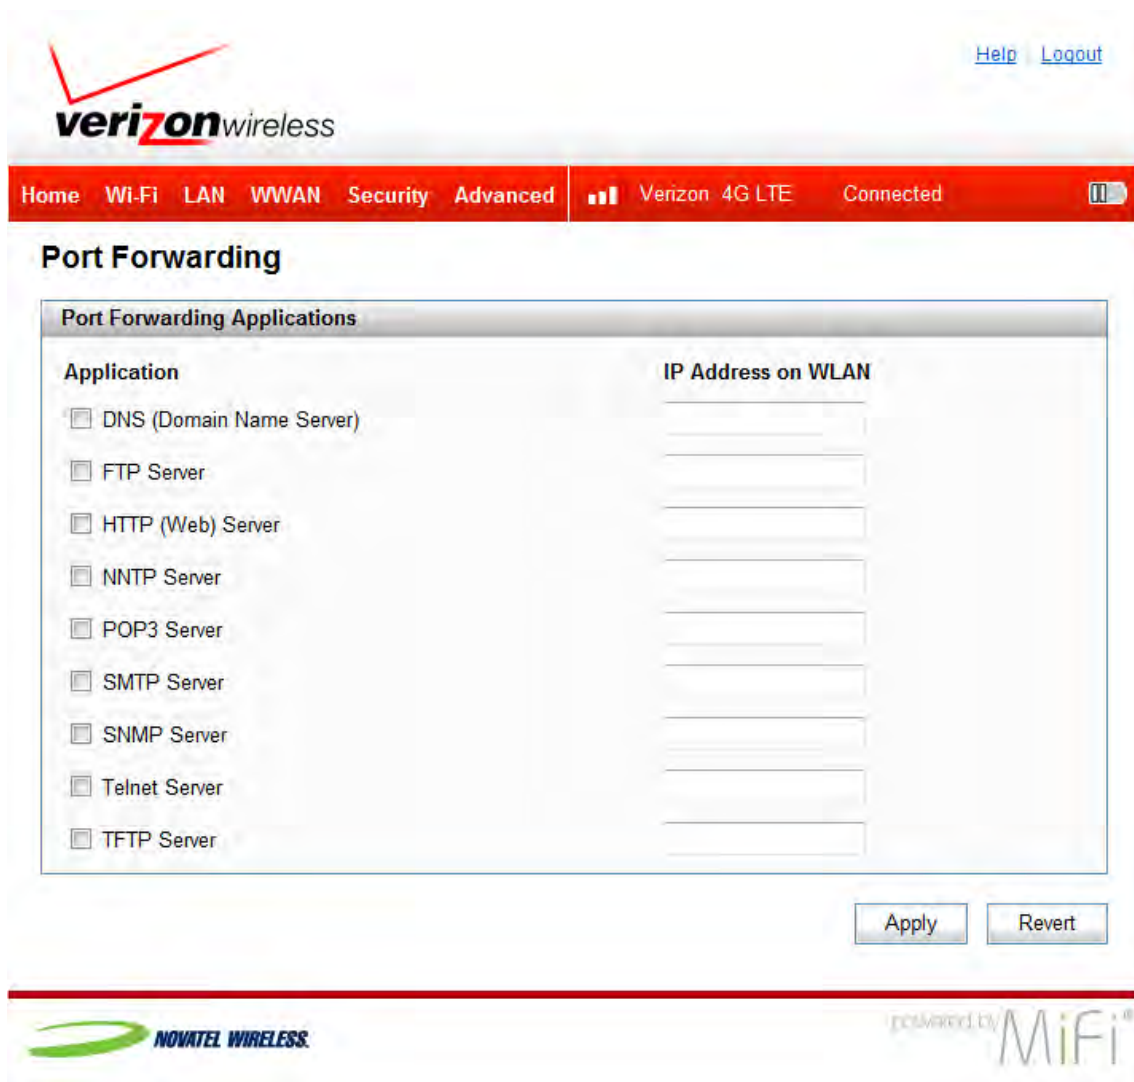 Help Logout
verizonwireless
Home Wi-Fi LAN WWAN Security Advanced Verizon 4G LTE Connected
Port Forwarding
Port Forwarding Applications
Application IP Address on WLAN
DNS (Domain Name Server)
FTP Server
HTTP (Web) Server
NNTP Server
POP3 Server
SMTP Server
SNMP Server
Telnet Server
TFTP Server
Apply Revert
NOVATEL WIRELESS.
powered by MiFi®